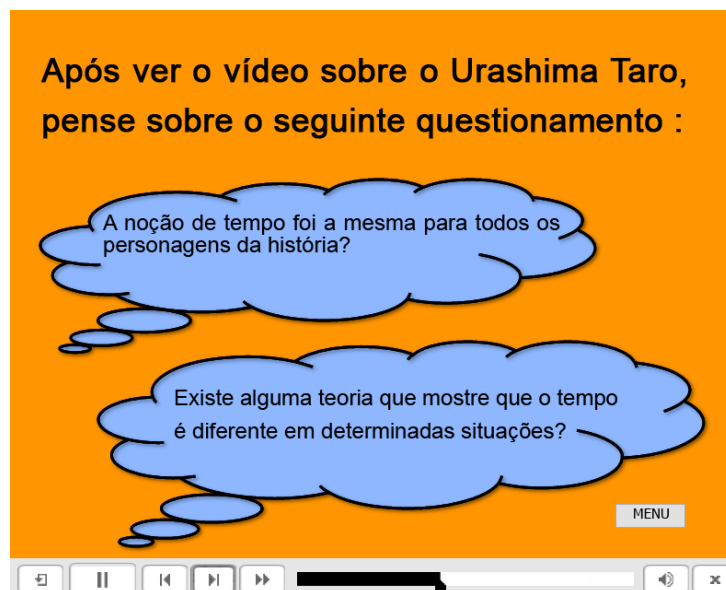 Após ver o vídeo sobre o Urashima Taro,
pense sobre o seguinte questionamento :
A noção de tempo foi a mesma para todos os
personagens da história?
Existe alguma teoria que mostre que o tempo
é diferente em determinadas situações?
MENU